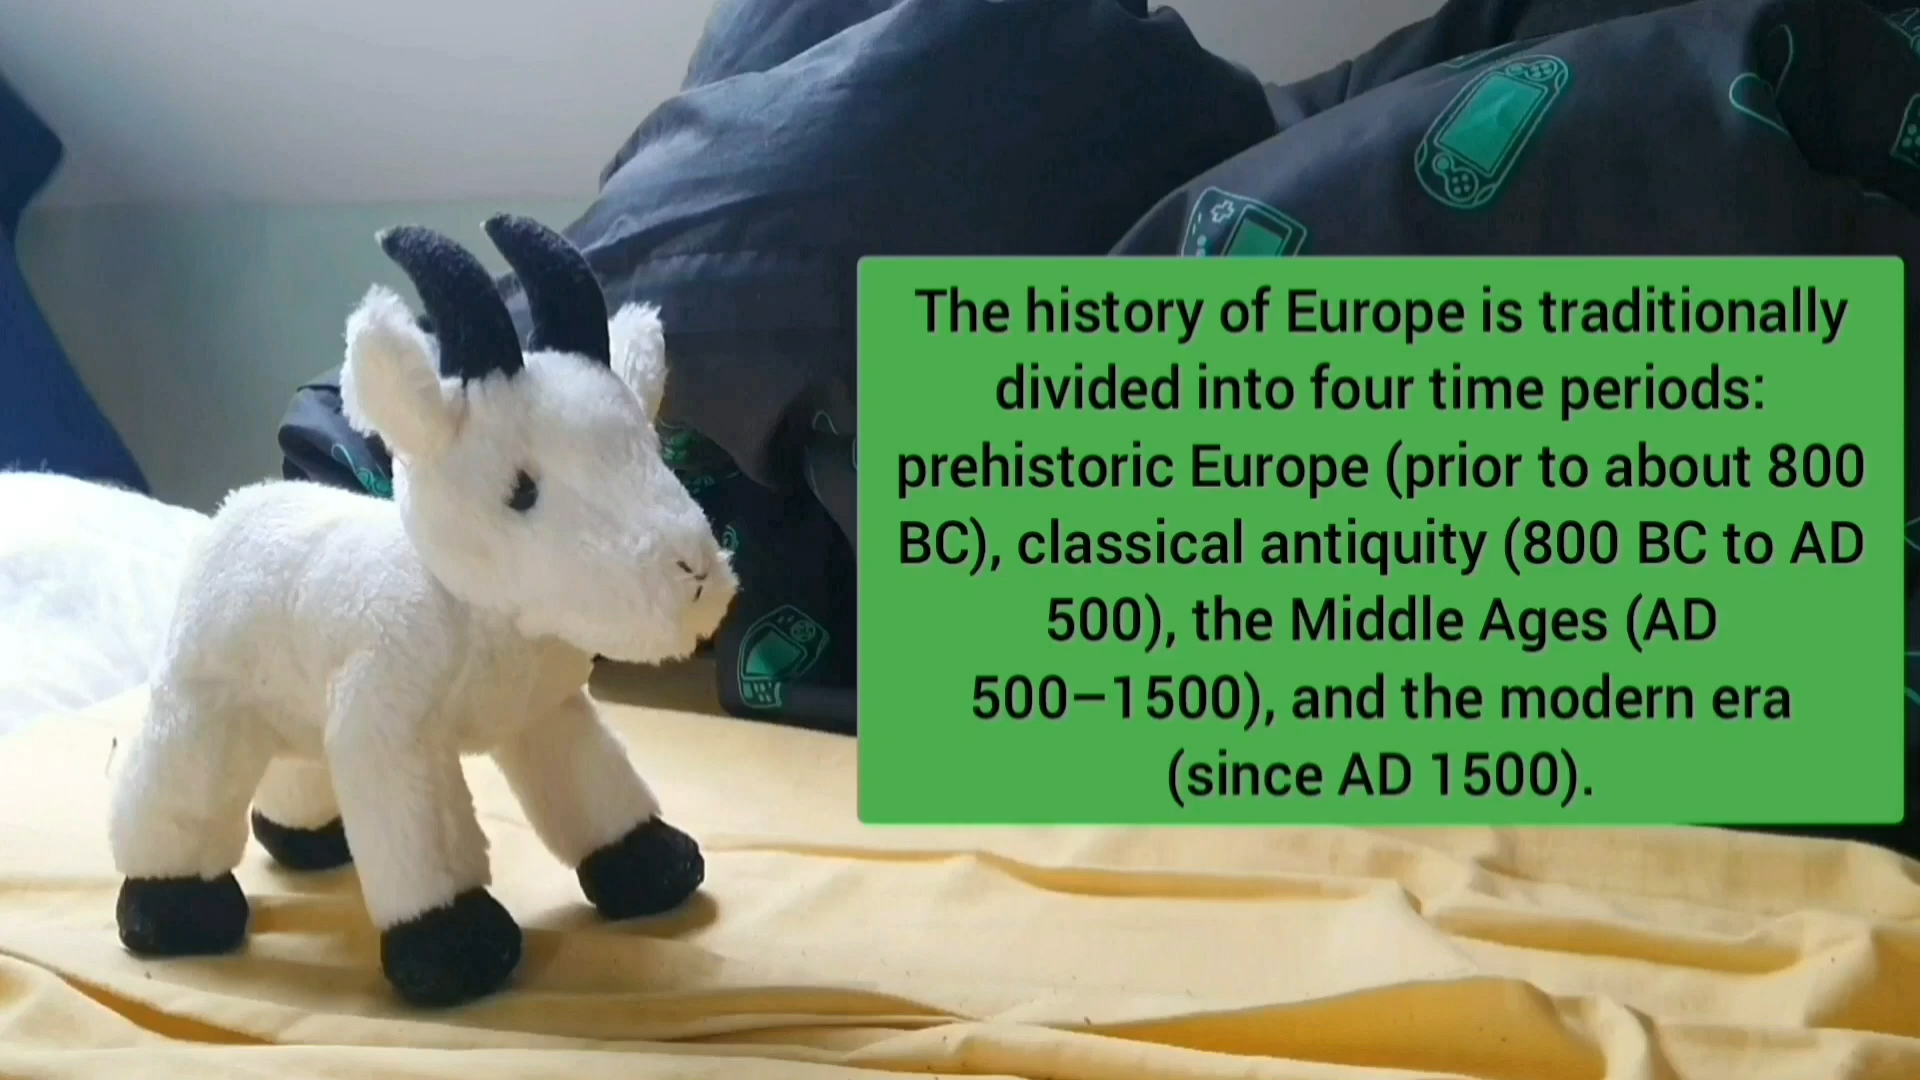 The history of Europe is traditionally
divided into four time periods:
prehistoric Europe (prior to about 800
BC), classical antiquity (800 BC to AD
500), the Middle Ages (AD
500–1500), and the modern era
(since AD 1500).